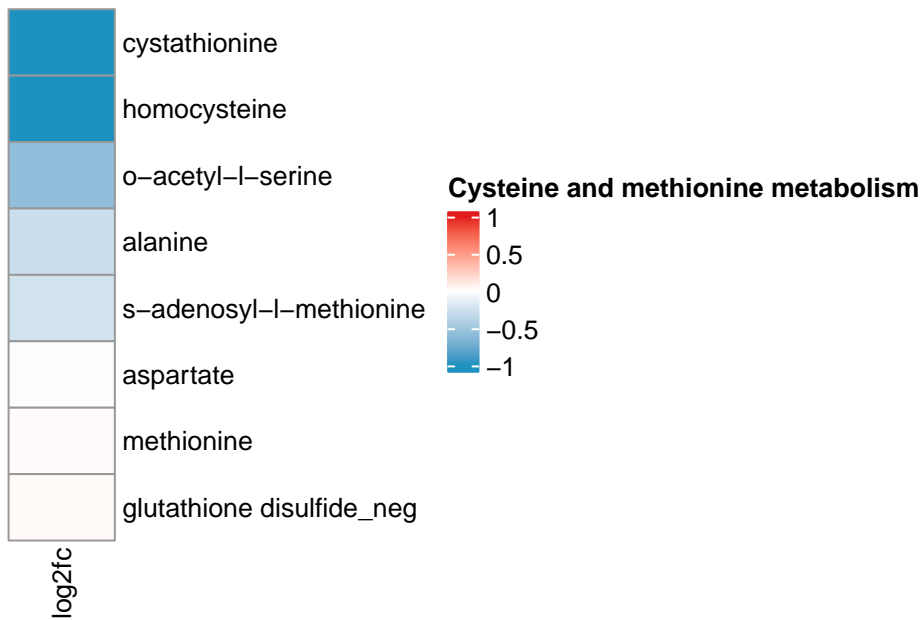 cystathionine
homocysteine
o−acetyl−l−serine
alanine
s−adenosyl−l−methionine
aspartate
methionine
glutathione disulfide_neg
log2fc
Cysteine and methionine metabolism
1
0.5
0
−0.5
−1